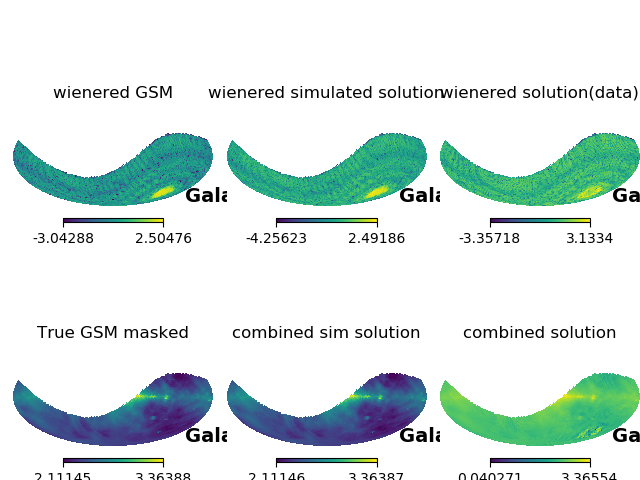 wienered GSM wienered simulated solution wienered solution(data)
Gala Gala Ga
-3.04288 2.50476 -4.25623 2.49186 -3.35718 3.1334
True GSM masked combined sim solution combined solution
Gala Gala Ga
2.11145 3.36388 2.11146 3.36387 0.040271 3.36554